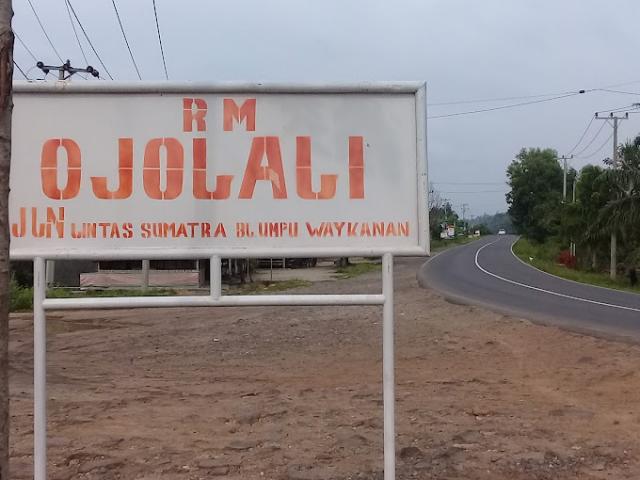 RM
OJOLALI
JLN LINTAS SUMATRA BL UMPU WAYKANAN